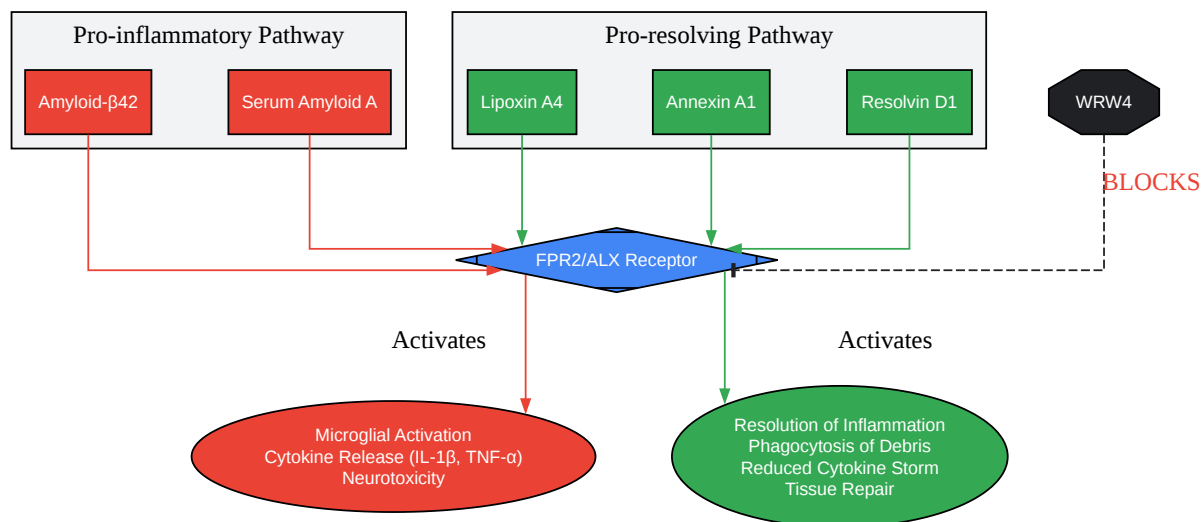 Pro-inflammatory Pathway
Pro-resolving Pathway
Amyloid-β42
Serum Amyloid A
Lipoxin A4
Annexin A1
Resolvin D1
WRW4
BLOCKS
FPR2/ALX Receptor
Activates
Activates
Microglial Activation
Cytokine Release (IL-1β, TNF-α)
Neurotoxicity
Resolution of Inflammation
Phagocytosis of Debris
Reduced Cytokine Storm
Tissue Repair